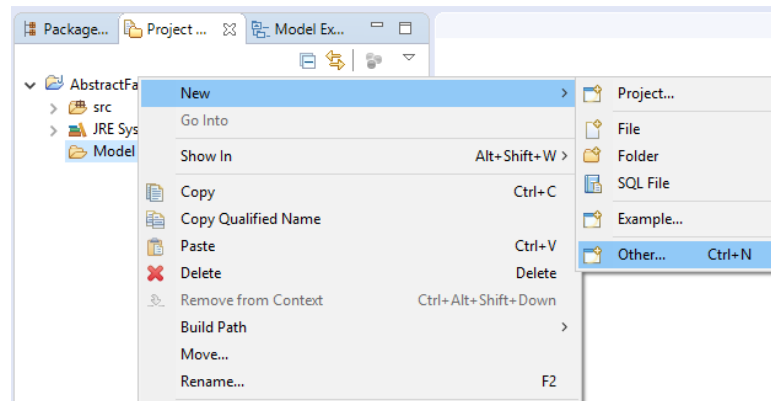 Package... Project ... Model Ex...
AbstractFa
src
JRE Sys
Model
New
Go Into
Show In Alt+Shift+W
Copy Ctrl+C
Copy Qualified Name
Paste Ctrl+V
Delete Delete
Remove from Context Ctrl+Alt+Shift+Down
Build Path
Move...
Rename... F2
Project...
File
Folder
SQL File
Example...
Other... Ctrl+N